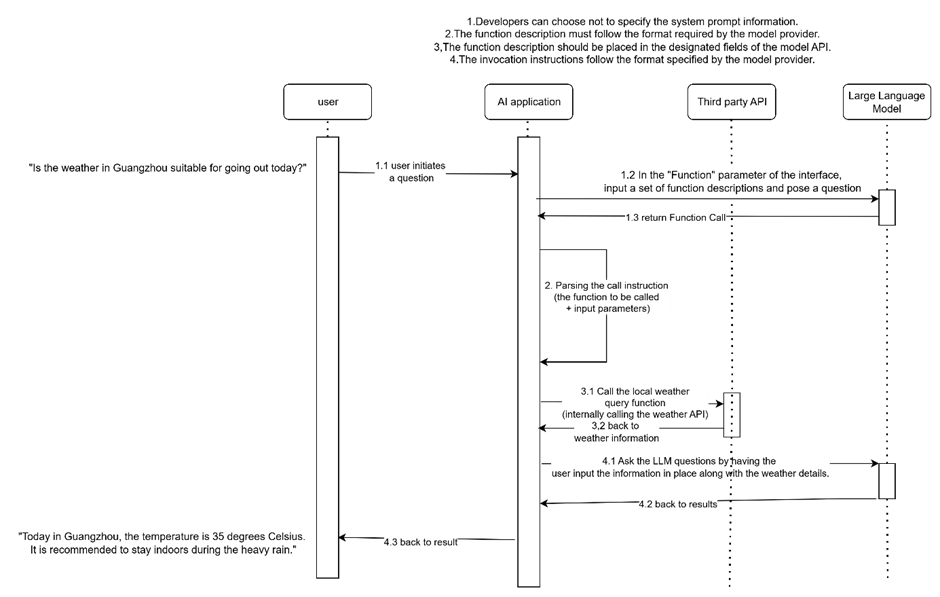 1.Developers can choose not to specify the system prompt information.
2.The function description must follow the format required by the model provider.
3,The function description should be placed in the designated fields of the model API.
4.The invocation instructions follow the format specified by the model provider.
user
AI application
Third party API
Large Language
Model
"Is the weather in Guangzhou suitable for going out today?"
1.1 user initiates
a question
1.2 In the "Function" parameter of the interface,
input a set of function descriptions and pose a question
1.3 return Function Call
2. Parsing the call instruction
(the function to be called
+ input parameters)
3.1 Call the local weather
query function
(internally calling the weather API)
3,2 back to
weather information
4.1 Ask the LLM questions by having the
user input the information in place along with the weather details.
4.2 back to results
"Today in Guangzhou, the temperature is 35 degrees Celsius.
It is recommended to stay indoors during the heavy rain."
4.3 back to result